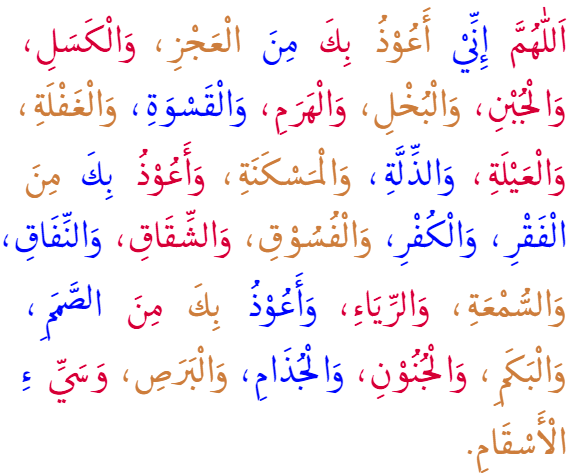 اَللّٰهُمَّ إِنِّيْ أَعُوْذُ بِكَ مِنَ الْعَجْزِ، وَالْكَسَلِ،
وَالْجُبْنِ، وَالْبُخْلِ، وَالْهَرَمِ، وَالْقَسْوَةِ، وَالْغَفْلَةِ،
وَالْعَيْلَةِ، وَالذِّلَّةِ، وَالْمَسْكَنَةِ، وَأَعُوْذُ بِكَ مِنَ
الْفَقْرِ، وَالْكُفْرِ، وَالْفُسُوْقِ، وَالشِّقَاقِ، وَالنِّفَاقِ،
وَالسُّمْعَةِ، وَالرِّيَاءِ، وَأَعُوْذُ بِكَ مِنَ الصَّمَمِ،
وَالْبَكَمِ، وَالْجُنُوْنِ، وَالْجُذَامِ، وَالْبَرَصِ، وَسَيِّ ءِ
الْأَسْقَامِ.